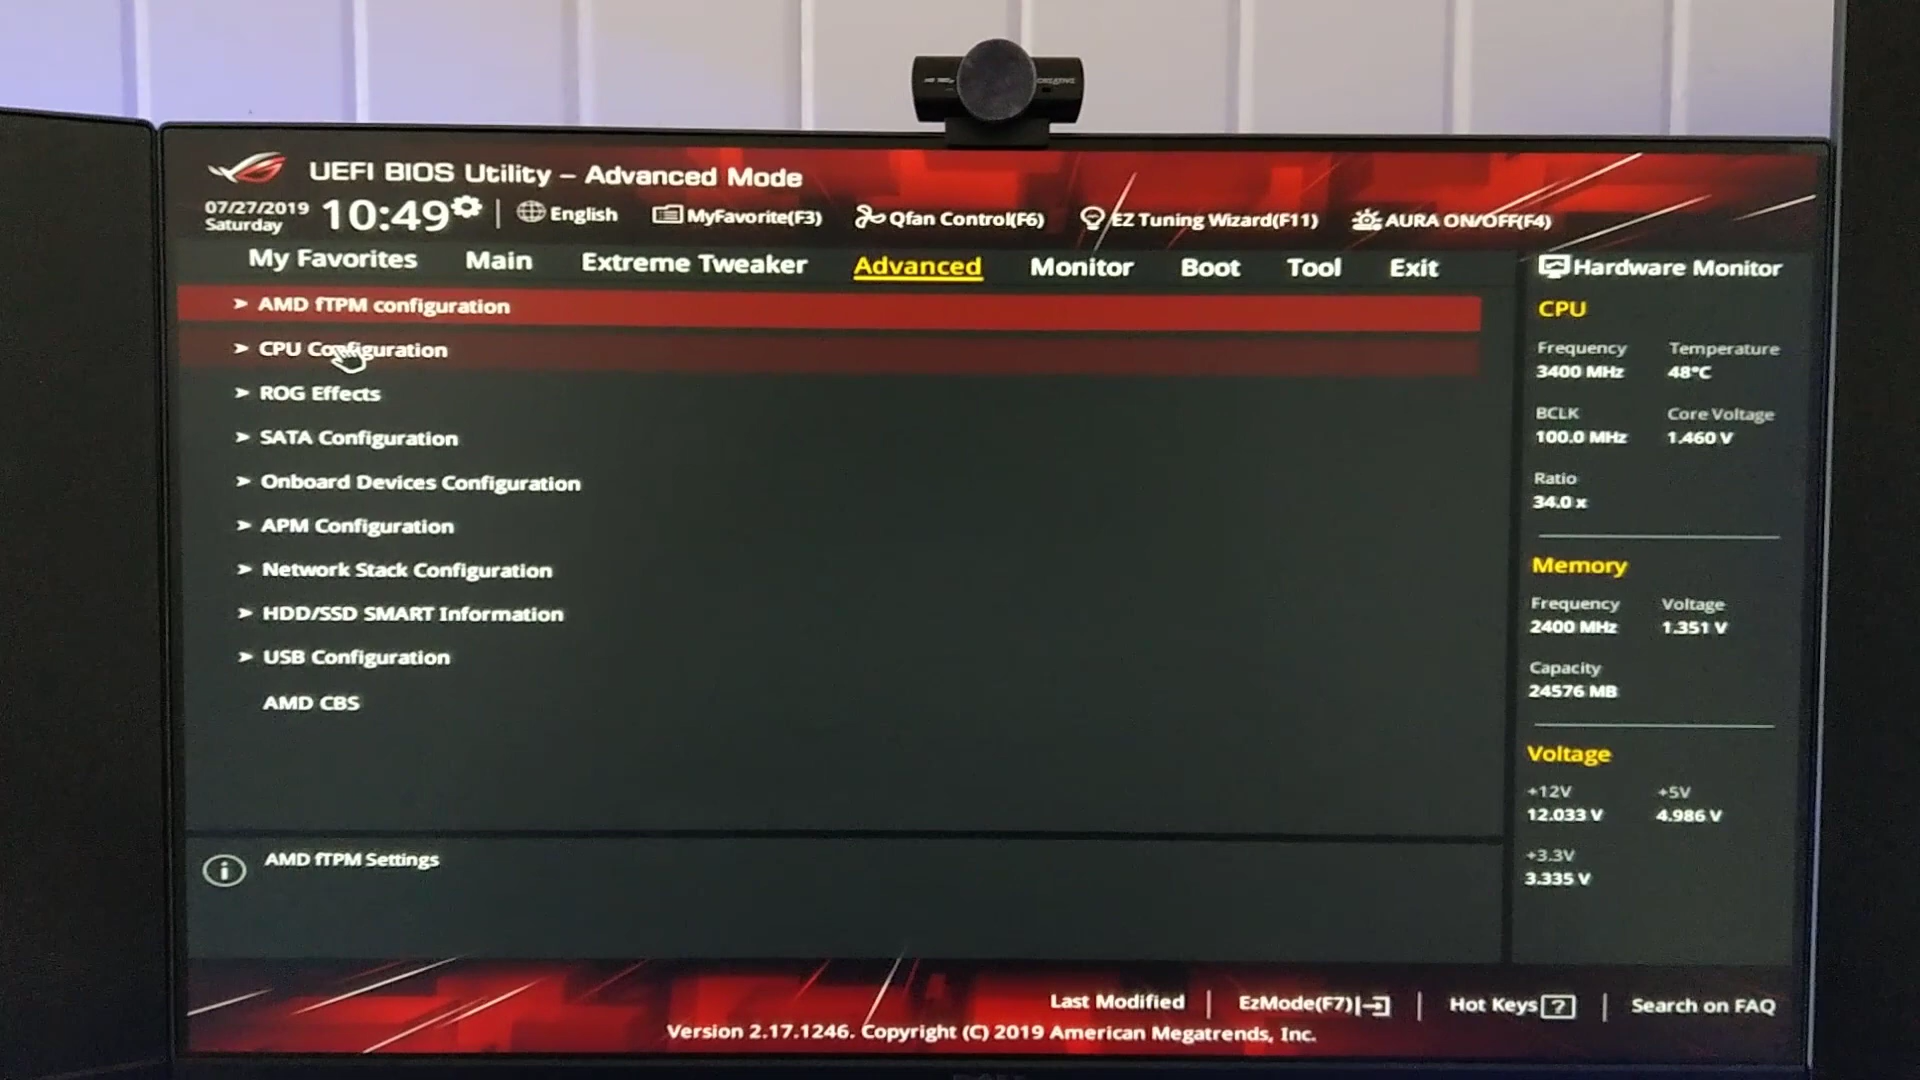 CREATIVE
UEFI BIOS Utility – Advanced Mode
07/27/2019
Saturday
10:49
English
MyFavorite(F3)
Qfan Control(F6)
EZ Tuning Wizard(F11)
AURA ON/OFF(F4)
My Favorites
Main
Extreme Tweaker
Advanced
Monitor
Boot
Tool
Exit
> AMD fTPM configuration
> CPU Configuration
> ROG Effects
> SATA Configuration
> Onboard Devices Configuration
> APM Configuration
> Network Stack Configuration
> HDD/SSD SMART Information
> USB Configuration
AMD CBS
AMD fTPM Settings
Hardware Monitor
CPU
Frequency Temperature
3400 MHz 48°C
BCLK Core Voltage
100.0 MHz 1.460 V
Ratio
34.0 x
Memory
Frequency Voltage
2400 MHz 1.351 V
Capacity
24576 MB
Voltage
+12V +5V
12.033 V 4.986 V
+3.3V
3.335 V
Last Modified
EzMode(F7)
Hot Keys ?
Search on FAQ
Version 2.17.1246. Copyright (C) 2019 American Megatrends, Inc.